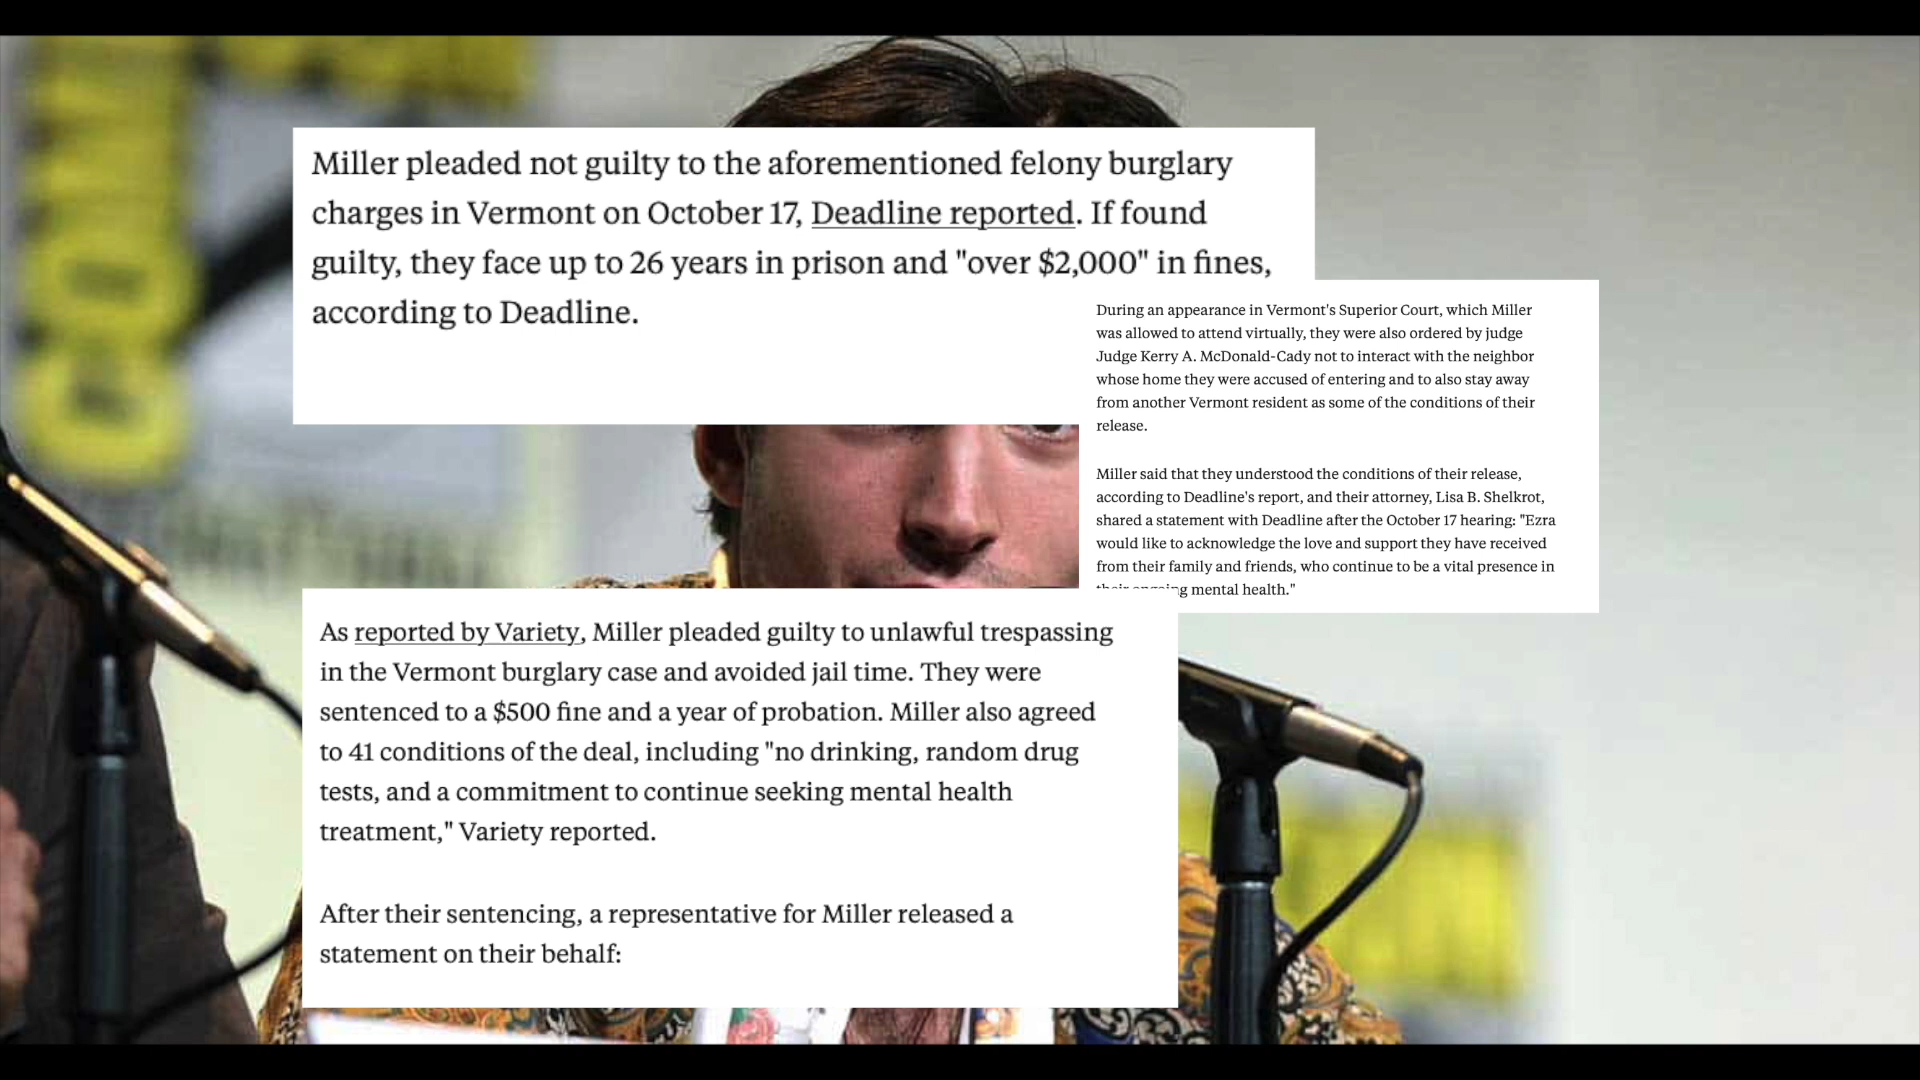 Miller pleaded not guilty to the aforementioned felony burglary
charges in Vermont on October 17, Deadline reported. If found
guilty, they face up to 26 years in prison and "over $2,000" in fines,
according to Deadline.
During an appearance in Vermont's Superior Court, which Miller
was allowed to attend virtually, they were also ordered by judge
Judge Kerry A. McDonald-Cady not to interact with the neighbor
whose home they were accused of entering and to also stay away
from another Vermont resident as some of the conditions of their
release.
Miller said that they understood the conditions of their release,
according to Deadline's report, and their attorney, Lisa B. Shelkrot,
shared a statement with Deadline after the October 17 hearing: "Ezra
would like to acknowledge the love and support they have received
from their family and friends, who continue to be a vital presence in
their ongoing mental health."
As reported by Variety, Miller pleaded guilty to unlawful trespassing
in the Vermont burglary case and avoided jail time. They were
sentenced to a $500 fine and a year of probation. Miller also agreed
to 41 conditions of the deal, including "no drinking, random drug
tests, and a commitment to continue seeking mental health
treatment," Variety reported.
After their sentencing, a representative for Miller released a
statement on their behalf: